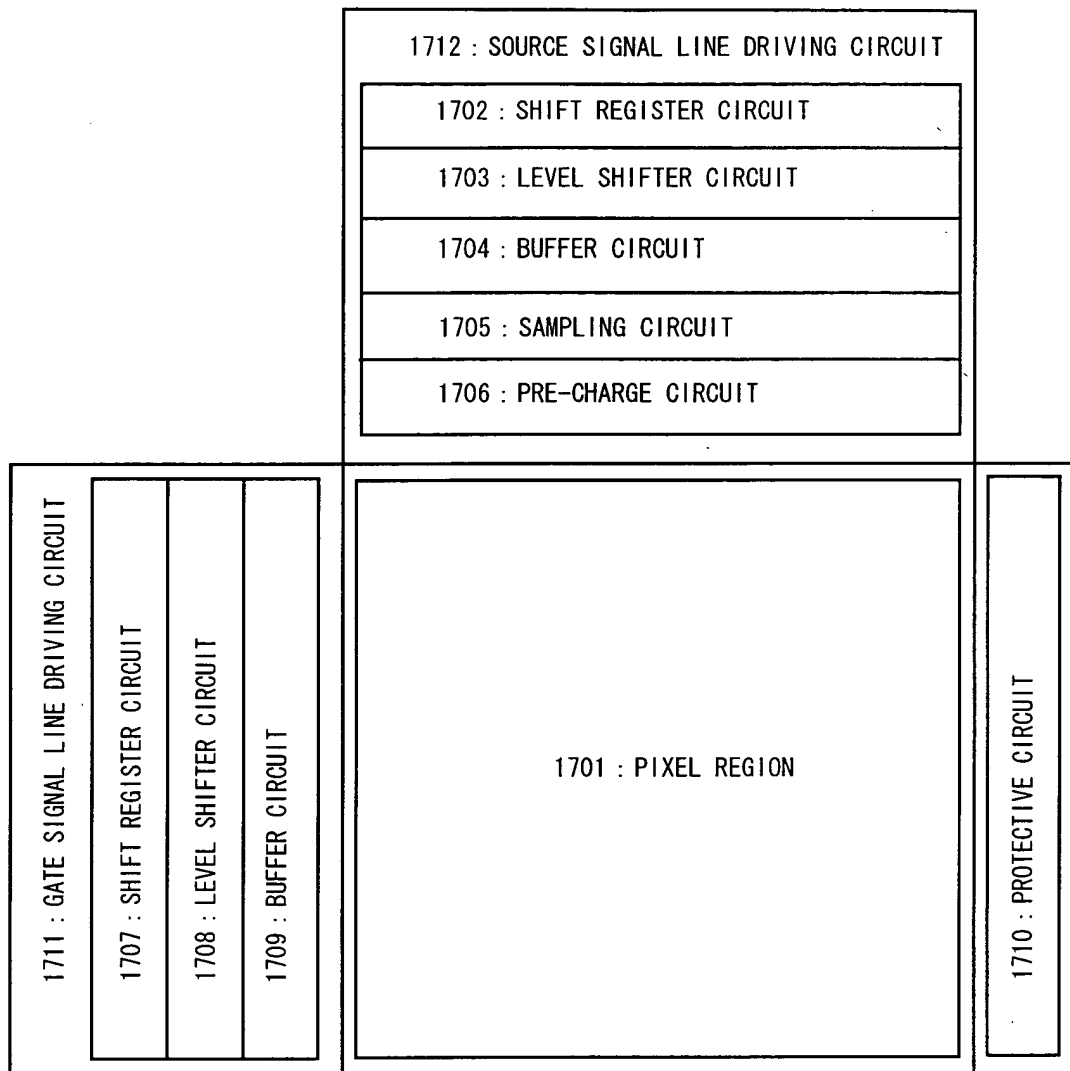 1712 : SOURCE SIGNAL LINE DRIVING CIRCUIT
1702 : SHIFT REGISTER CIRCUIT
1703 : LEVEL SHIFTER CIRCUIT
1704 : BUFFER CIRCUIT
1705 : SAMPLING CIRCUIT
1706 : PRE-CHARGE CIRCUIT
1711 : GATE SIGNAL LINE DRIVING CIRCUIT
1707 : SHIFT REGISTER CIRCUIT
1708 : LEVEL SHIFTER CIRCUIT
1709 : BUFFER CIRCUIT
1701 : PIXEL REGION
1710 : PROTECTIVE CIRCUIT